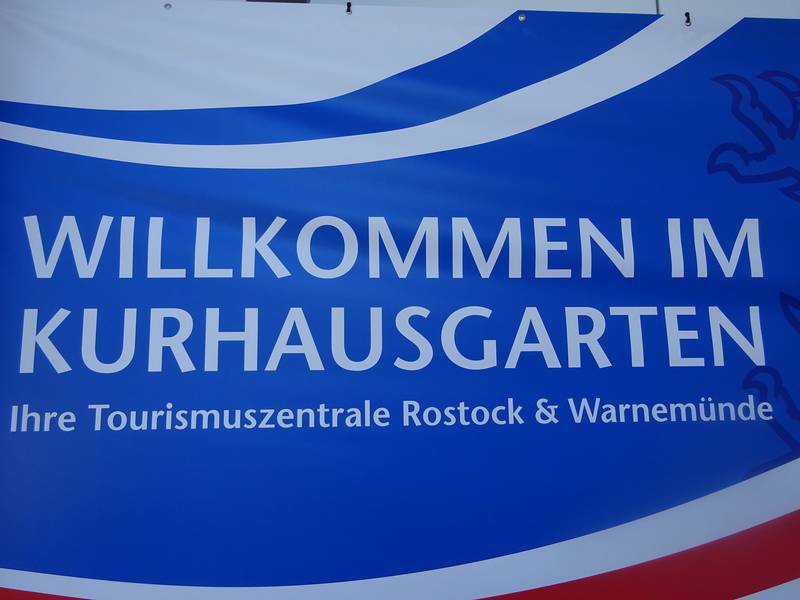 WILLKOMMEN IM
KURHAUSGARTEN
Ihre Tourismuszentrale Rostock & Warnemünde